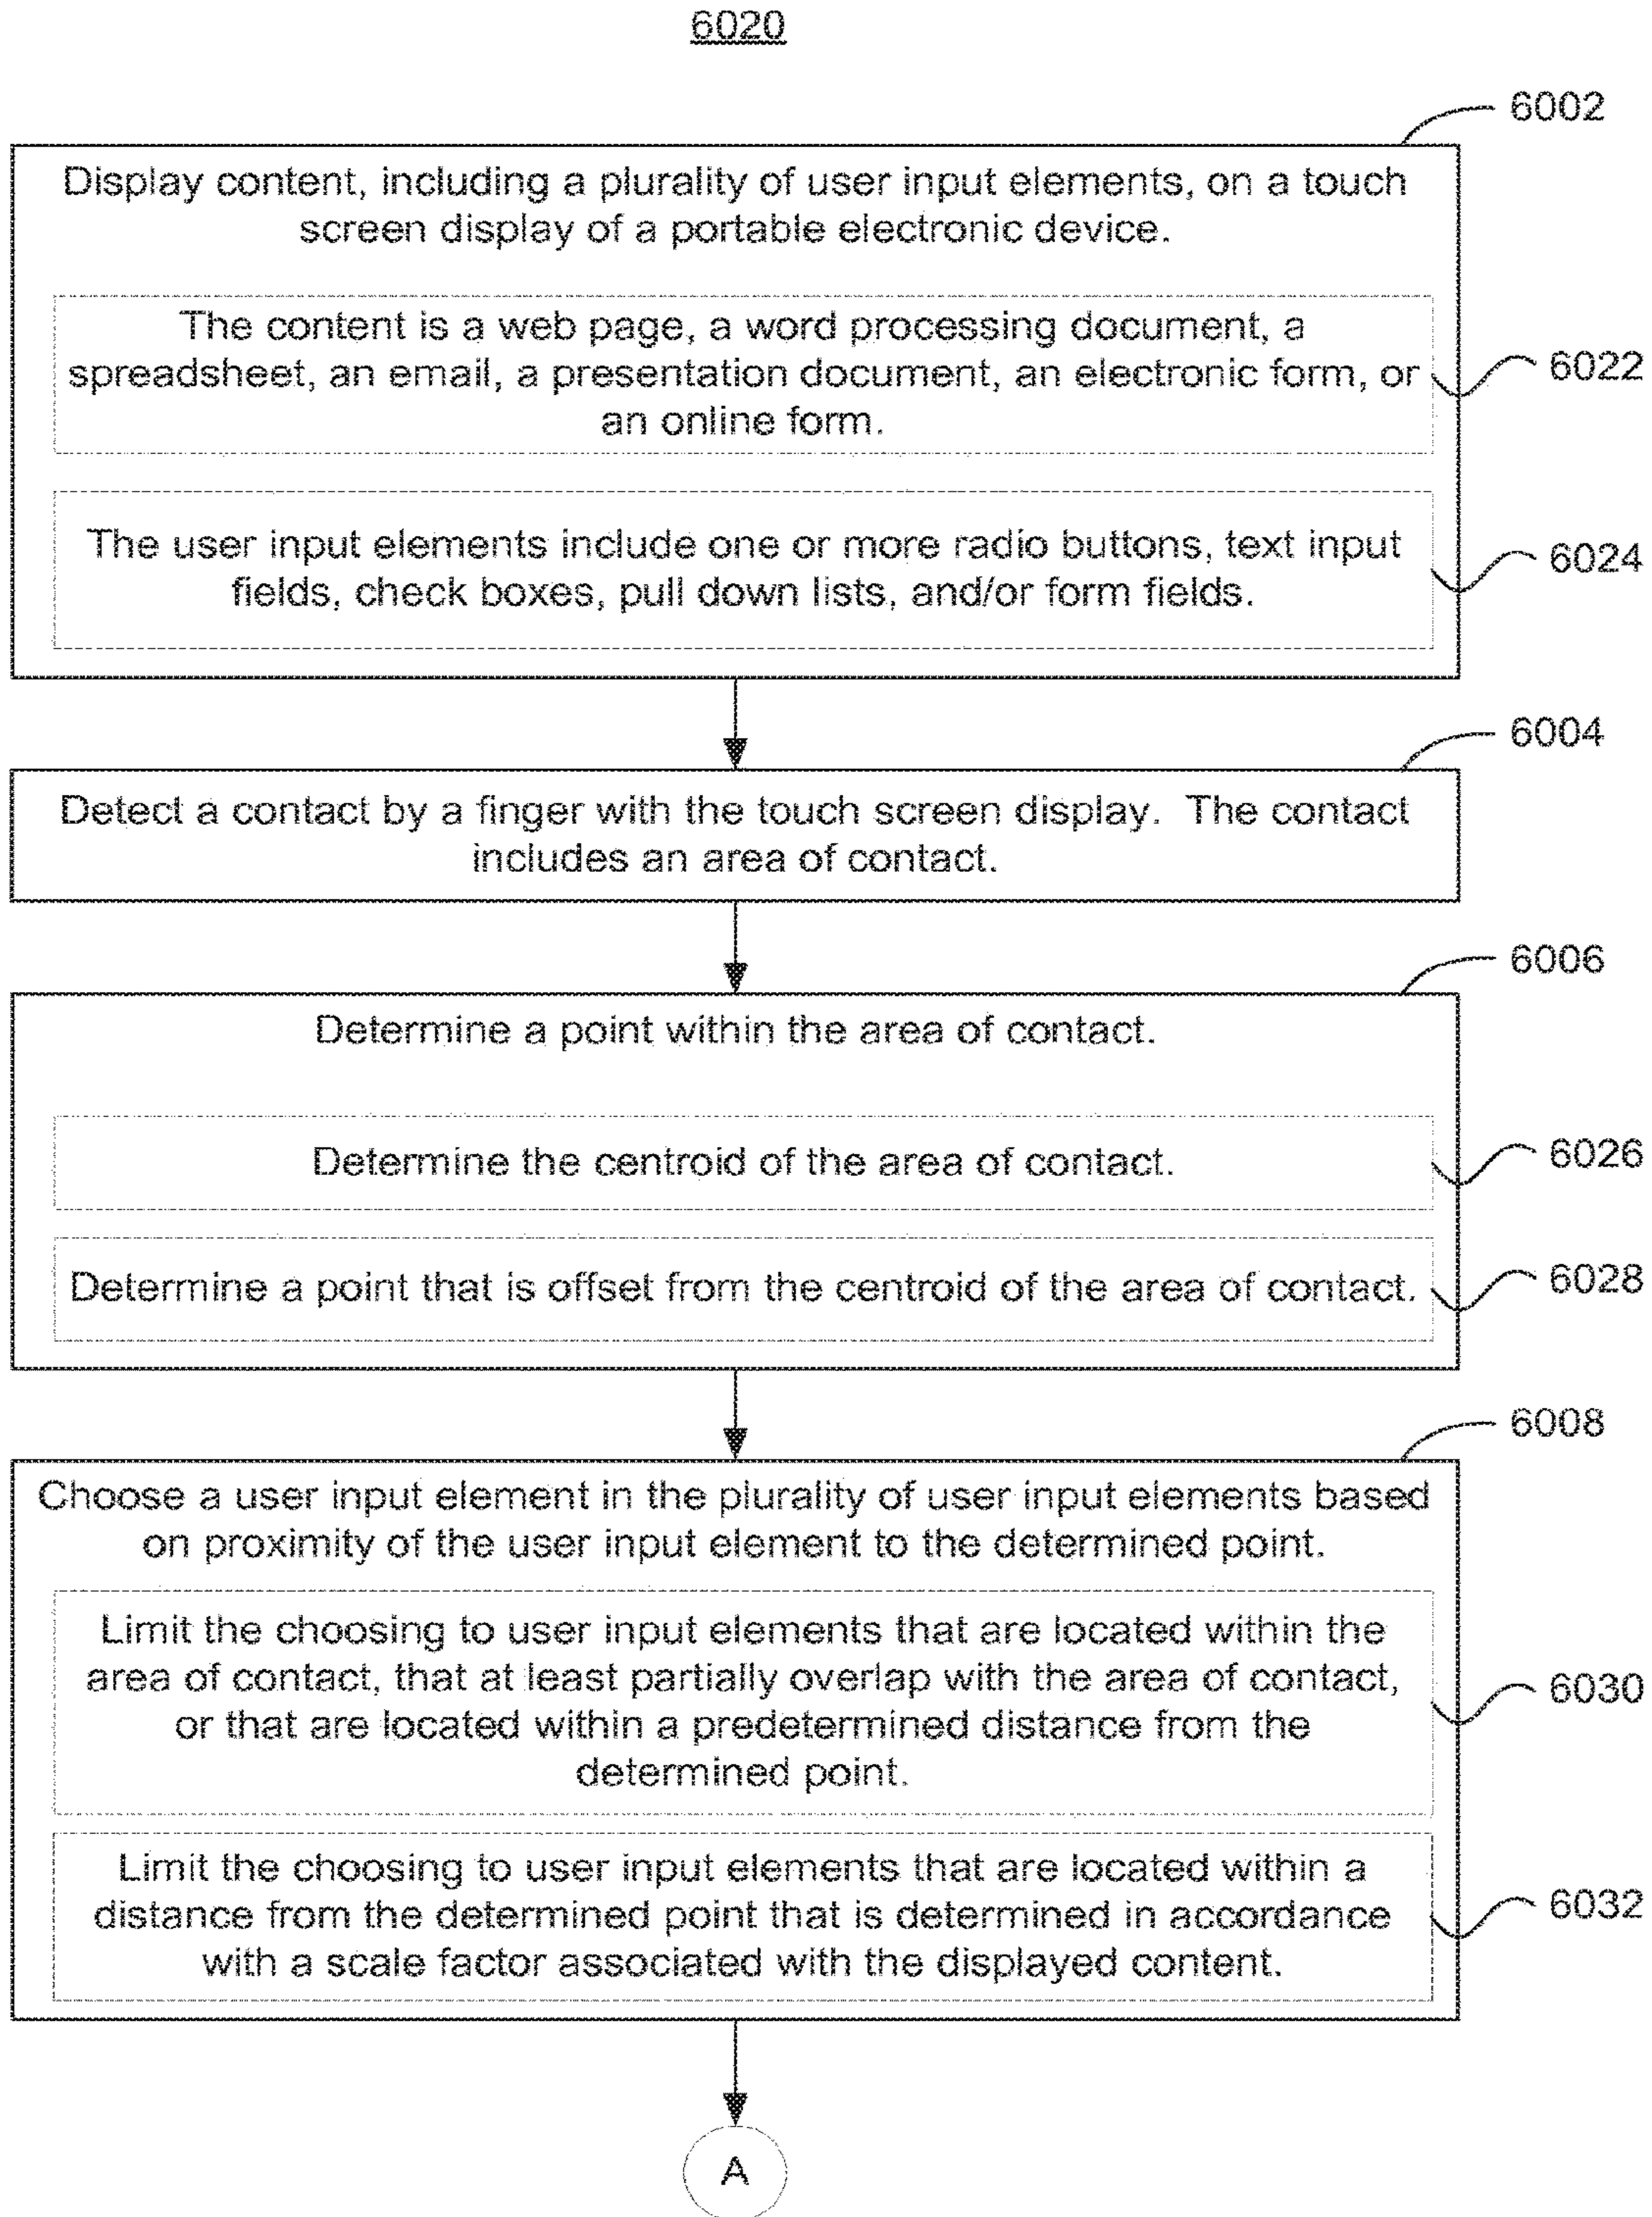 6020
6002
Display content, including a plurality of user input elements, on a touch
screen display of a portable electronic device.
The content is a web page, a word processing document, a
spreadsheet, an email, a presentation document, an electronic form, or
an online form.
6022
The user input elements include one or more radio buttons, text input
fields, check boxes, pull down lists, and/or form fields.
6024
6004
Detect a contact by a finger with the touch screen display. The contact
includes an area of contact.
6006
Determine a point within the area of contact.
Determine the centroid of the area of contact.
6026
Determine a point that is offset from the centroid of the area of contact.
6028
6008
Choose a user input element in the plurality of user input elements based
on proximity of the user input element to the determined point.
Limit the choosing to user input elements that are located within the
area of contact, that at least partially overlap with the area of contact,
or that are located within a predetermined distance from the
determined point.
6030
Limit the choosing to user input elements that are located within a
distance from the determined point that is determined in accordance
with a scale factor associated with the displayed content.
6032
A